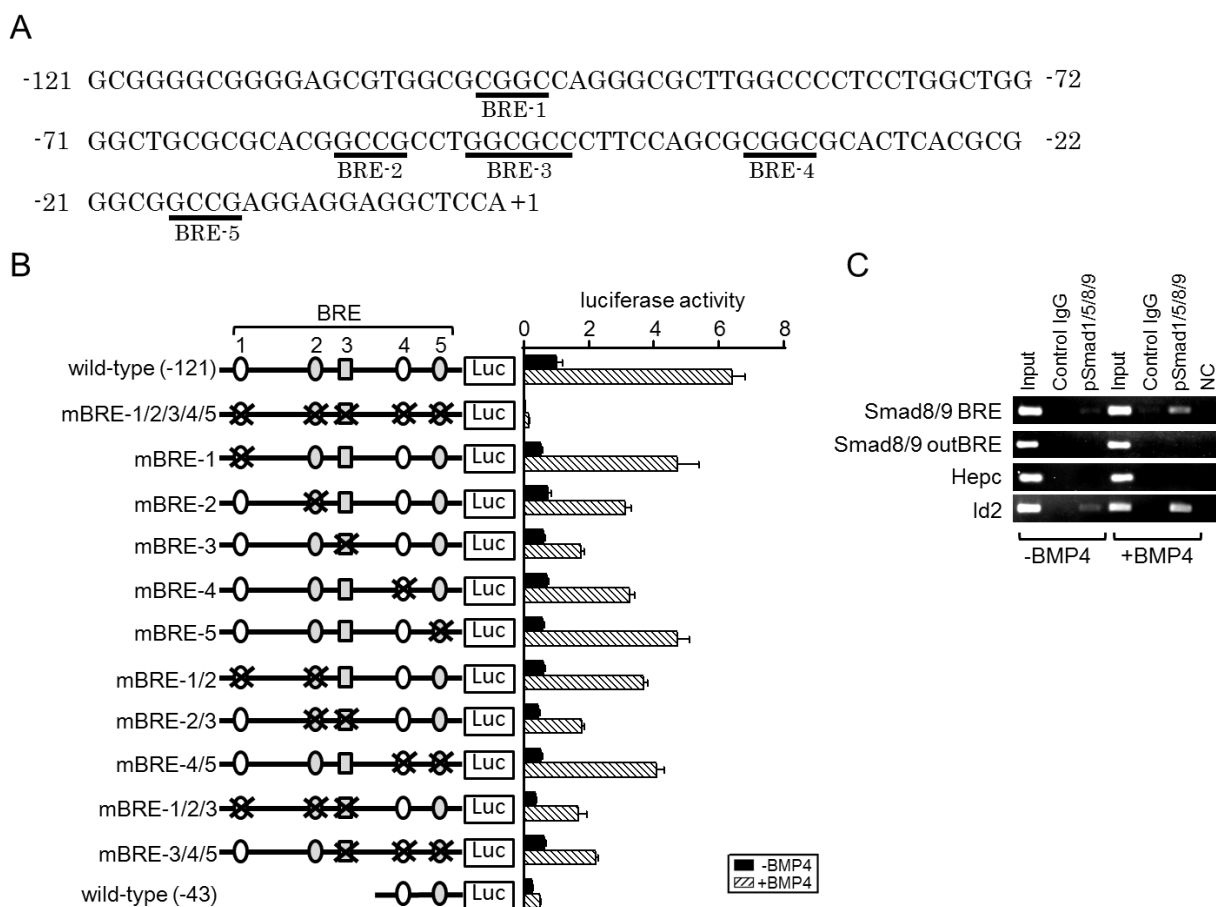 A
-121 GCGGGGCGGGGAGCGTGGCGCGGCCAGGGCGCTTGGCCCCTCCTGGCTGG -72
BRE-1
-71 GGCTGCGCGCACGGCCGCCTGGCGCCCTTCCAGCGCGGCGCACTCACGCG -22
BRE-2 BRE-3 BRE-4
-21 GGCGGCCGAGGAGGAGGCTCCA +1
BRE-5
B
BRE
1 2 3 4 5
luciferase activity
0 2 4 6 8
wild-type (-121) Luc
mBRE-1/2/3/4/5 Luc
mBRE-1 Luc
mBRE-2 Luc
mBRE-3 Luc
mBRE-4 Luc
mBRE-5 Luc
mBRE-1/2 Luc
mBRE-2/3 Luc
mBRE-4/5 Luc
mBRE-1/2/3 Luc
mBRE-3/4/5 Luc
wild-type (-43) Luc
-BMP4
+BMP4
C
Input
Control IgG
pSmad1/5/8/9
Input
Control IgG
pSmad1/5/8/9
NC
Smad8/9 BRE
Smad8/9 outBRE
Hepc
Id2
-BMP4 +BMP4